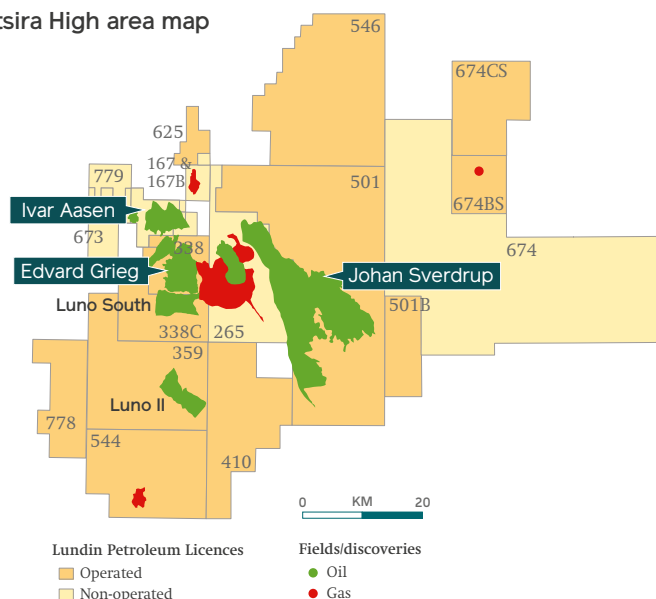 tsira High area map
546
674CS
625
167 &
167B
779
501
674BS
Ivar Aasen
673
338
674
Edvard Grieg
Johan Sverdrup
Luno South
501B
338C
265
359
Luno II
778
544
410
0 KM 20
Lundin Petroleum Licences
Operated
Non-operated
Fields/discoveries
Oil
Gas